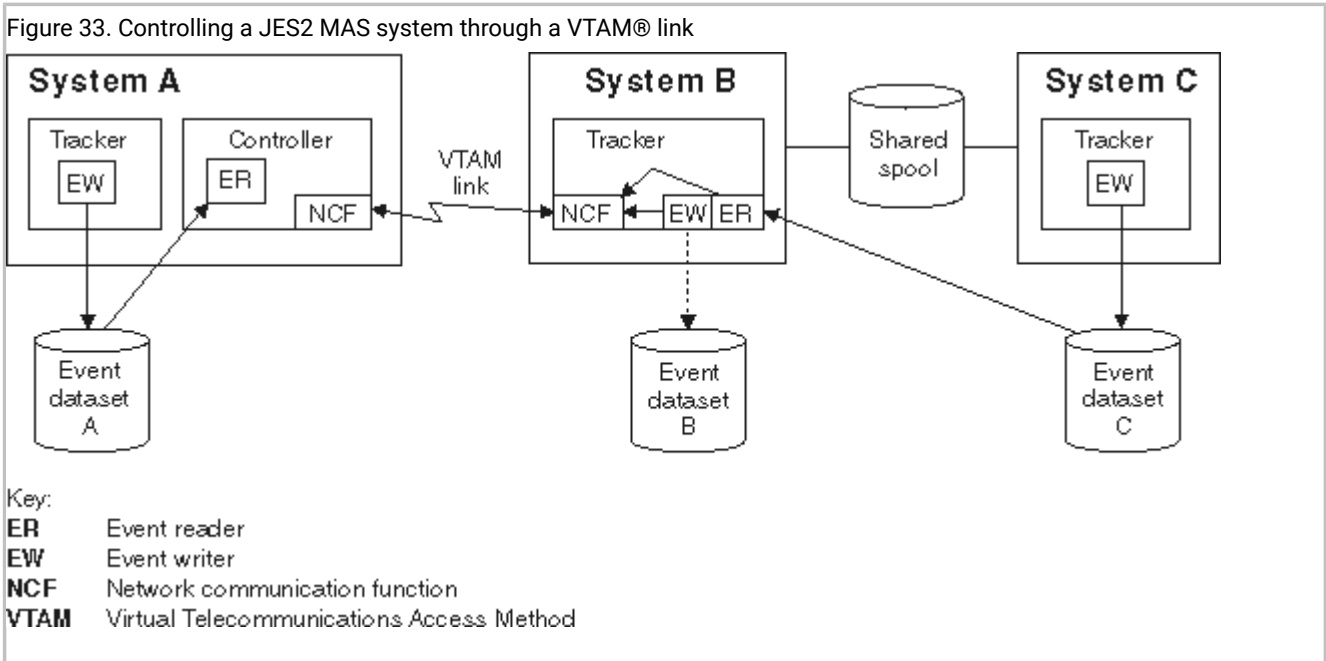 Figure 33. Controlling a JES2 MAS system through a VTAM® link
System A
Tracker
EW
Controller
ER
NCF
VTAM
link
System B
Tracker
NCF
EW
ER
Shared
spool
System C
Tracker
EW
Event
dataset
A
Event
dataset
B
Event
dataset
C
Key:
ER Event reader
EW Event writer
NCF Network communication function
VTAM Virtual Telecommunications Access Method